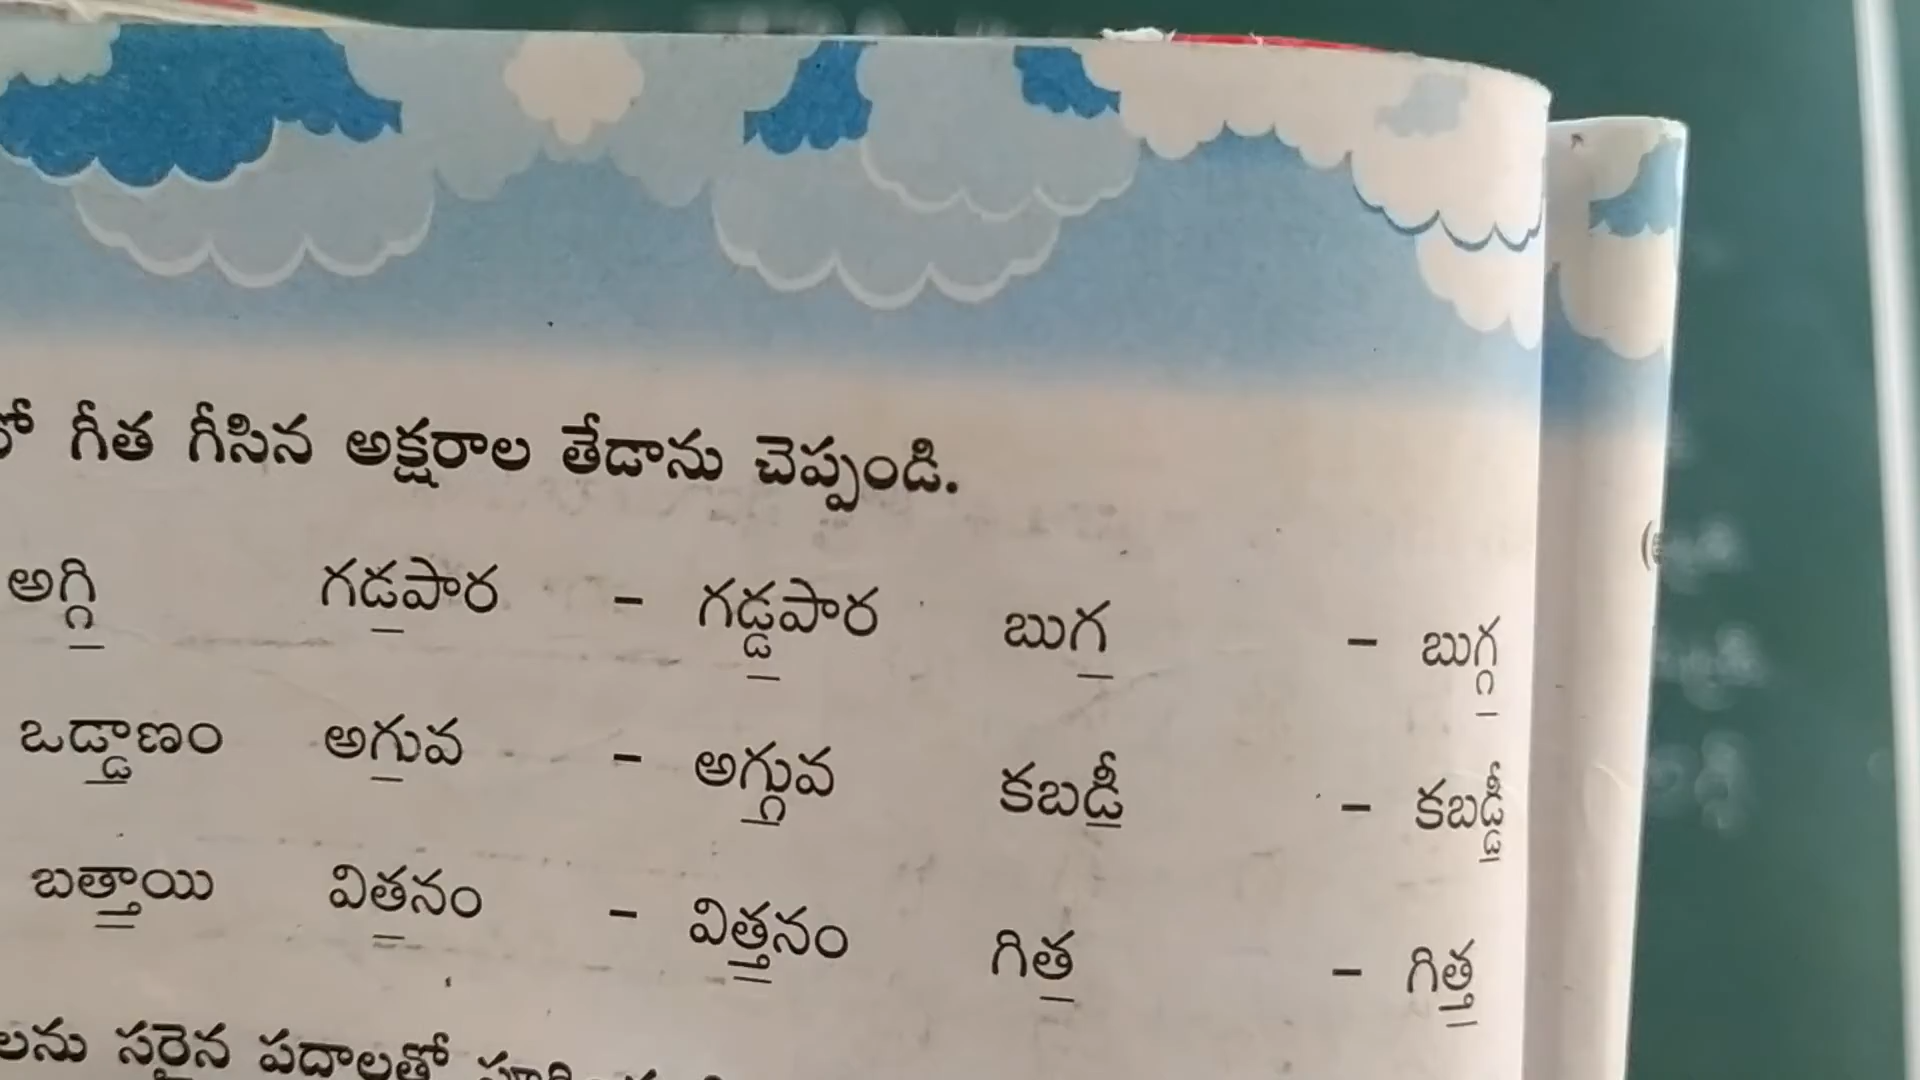 గీత గీసిన అక్షరాల తేడాను చెప్పండి.
అగ్గి గడపార - గడ్డపార బుగ - బుగ్గ
ఒడ్డాణం అగువ - అగ్గువ కబడీ - కబడ్డీ
బత్తాయి వితనం - విత్తనం గిత - గిత్త
లను సరైన పదాలతో